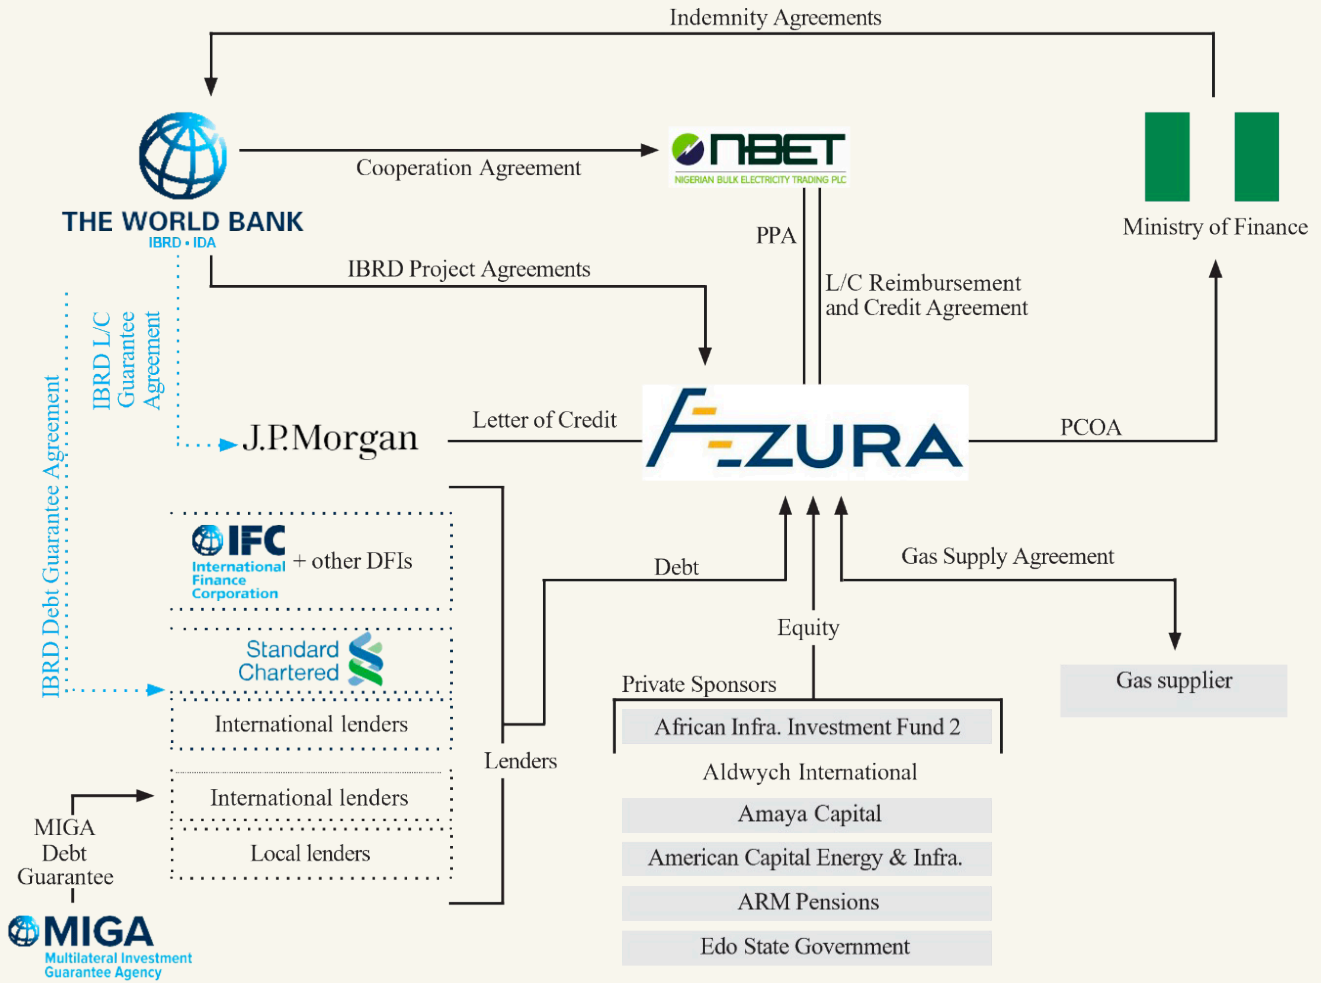 Indemnity Agreements
NBET
NIGERIAN BULK ELECTRICITY TRADING PLC
Cooperation Agreement
THE WORLD BANK
IBRD • IDA
Ministry of Finance
PPA
IBRD Project Agreements
L/C Reimbursement
and Credit Agreement
IBRD L/C
Guarantee
Agreement
IBRD Debt Guarantee Agreement
J.P.Morgan
Letter of Credit
AZURA
PCOA
IFC
International
Finance
Corporation
+ other DFIs
Debt
Gas Supply Agreement
Standard
Chartered
Equity
Gas supplier
Private Sponsors
International lenders
African Infra. Investment Fund 2
Lenders
Aldwych International
International lenders
Amaya Capital
MIGA
Debt
Guarantee
Local lenders
American Capital Energy & Infra.
ARM Pensions
Edo State Government
MIGA
Multilateral Investment
Guarantee Agency